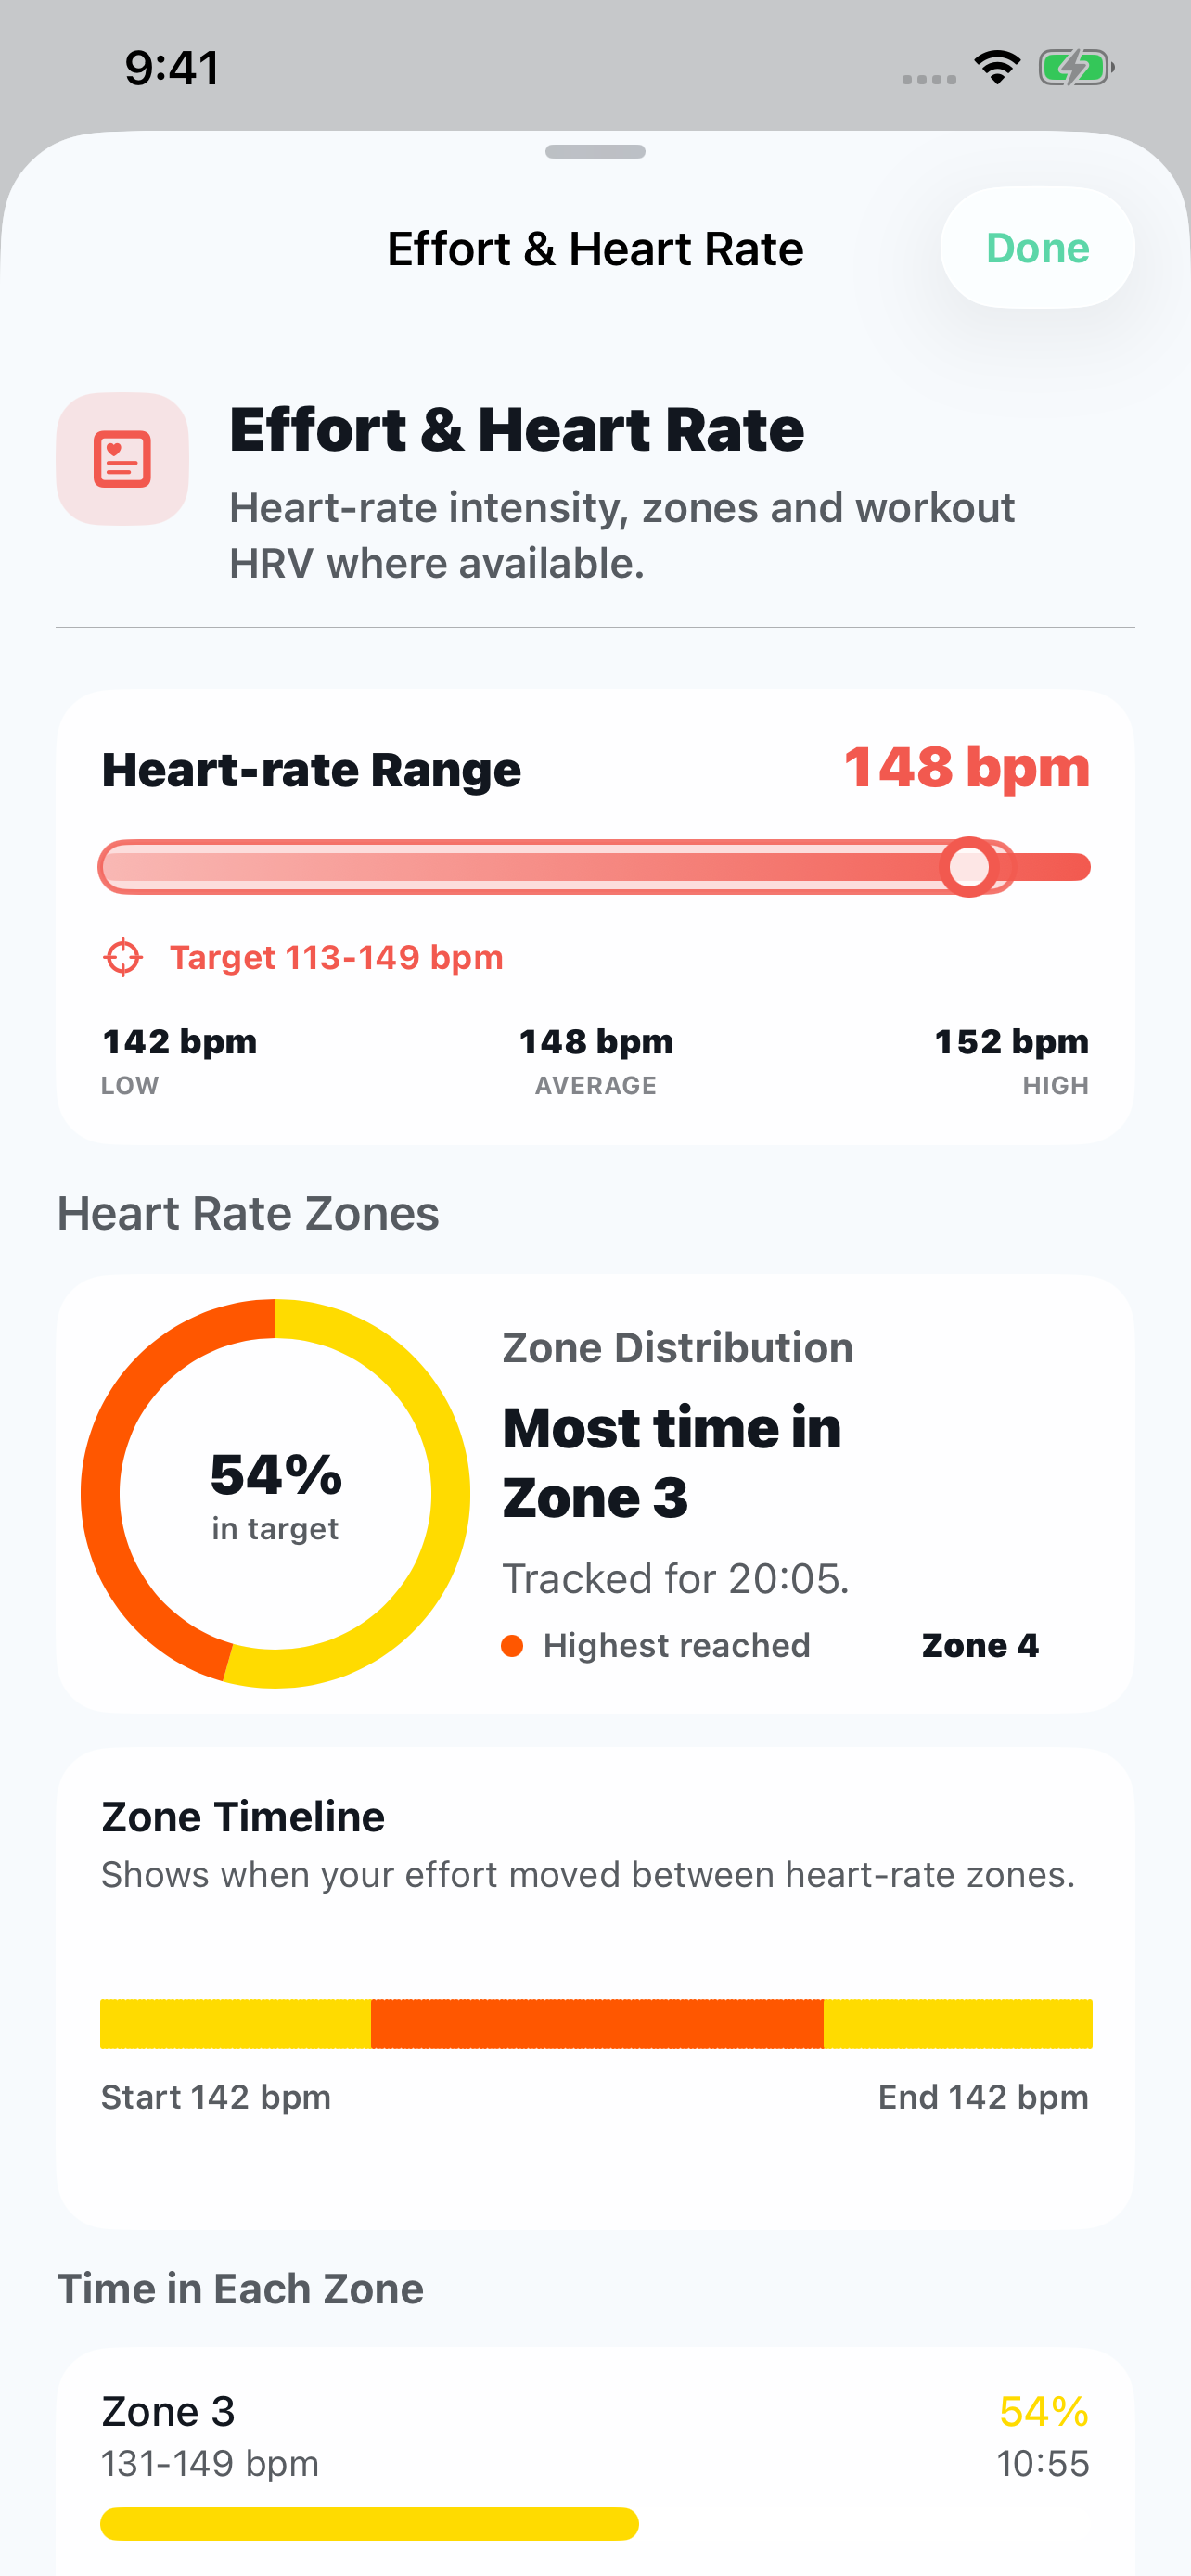 9:41
Effort & Heart Rate
Done
Effort & Heart Rate
Heart-rate intensity, zones and workout
HRV where available.
Heart-rate Range
148 bpm
Target 113-149 bpm
142 bpm
148 bpm
152 bpm
LOW
AVERAGE
HIGH
Heart Rate Zones
54%
in target
Zone Distribution
Most time in
Zone 3
Tracked for 20:05.
Highest reached
Zone 4
Zone Timeline
Shows when your effort moved between heart-rate zones.
Start 142 bpm
End 142 bpm
Time in Each Zone
Zone 3
54%
131-149 bpm
10:55